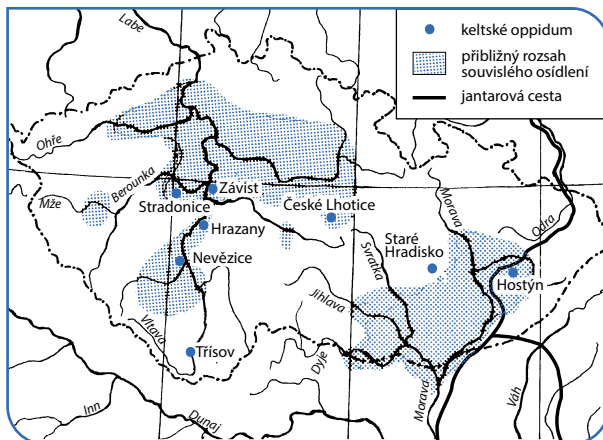 Labe
keltské oppidum
přibližný rozsah
souvislého osídlení
jantarová cesta
Ohře
Berounka
Mže
Závist
Stradonice
České Lhotice
Hrazany
Nevězice
Morava
Odra
Staré
Hradisko
Svratka
Hostýn
Jihlava
Vltava
Třísov
Dyje
Inn
Dunaj
Morava
Váh